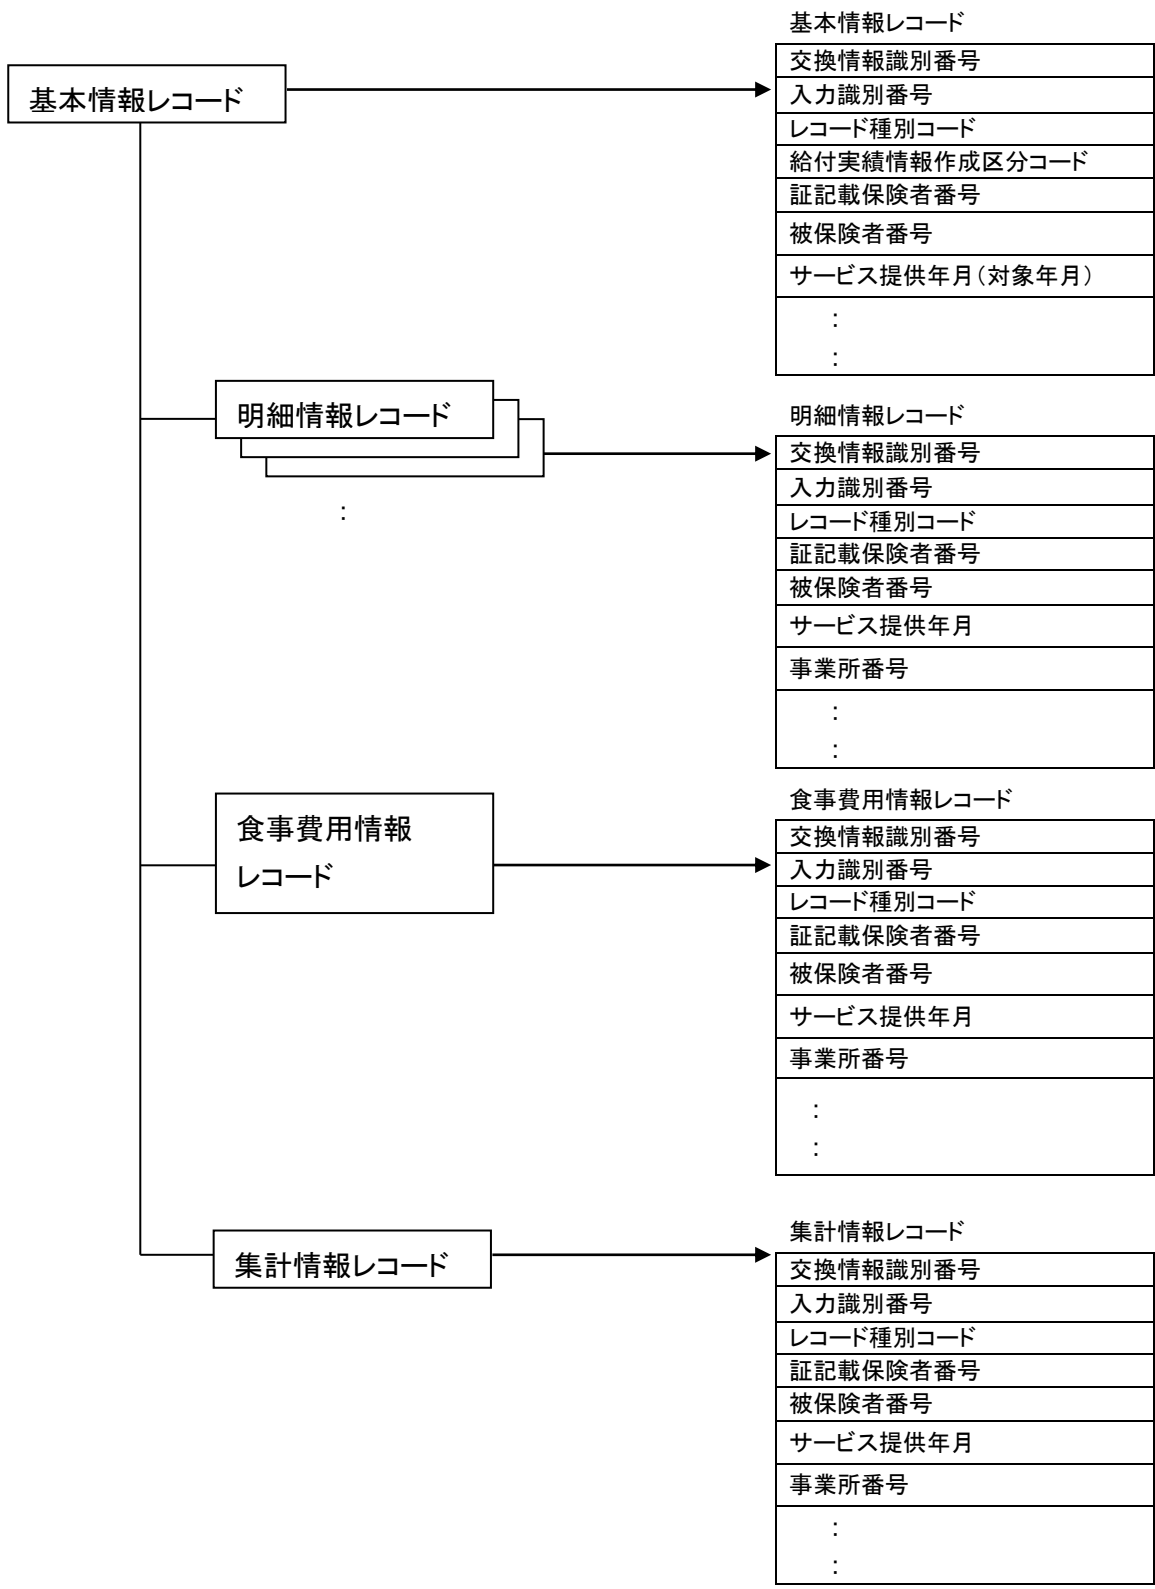 基本情報レコード
基本情報レコード
交換情報識別番号
入力識別番号
レコード種別コード
給付実績情報作成区分コード
証記載保険者番号
被保険者番号
サービス提供年月（対象年月）
：
：
明細情報レコード
：
明細情報レコード
交換情報識別番号
入力識別番号
レコード種別コード
証記載保険者番号
被保険者番号
サービス提供年月
事業所番号
：
：
食事費用情報
レコード
食事費用情報レコード
交換情報識別番号
入力識別番号
レコード種別コード
証記載保険者番号
被保険者番号
サービス提供年月
事業所番号
：
：
集計情報レコード
集計情報レコード
交換情報識別番号
入力識別番号
レコード種別コード
証記載保険者番号
被保険者番号
サービス提供年月
事業所番号
：
：